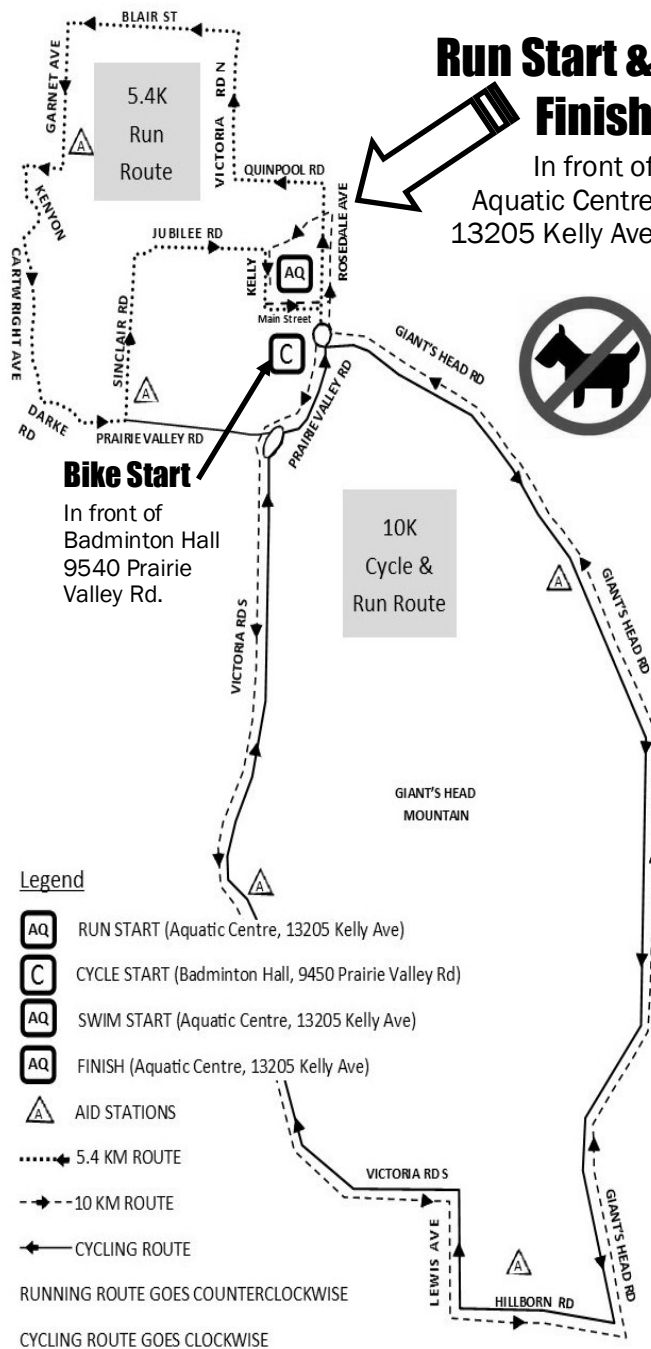 BLAIR ST
GARNET AVE
5.4K
Run
Route
VICTORIA RD N
Run Start &
Finish
In front of
Aquatic Centre
13205 Kelly Ave
A
QUINPOOL RD
KENYON
ROSEDALE AVE
JUBILEE RD
KELLY
AQ
CARTWRIGHT AVE
SINCLAIR RD
Main Street
GIANT'S HEAD RD
C
A
DARKE
RD
PRAIRIE VALLEY RD
PRAIRIE VALLEY RD
Bike Start
In front of
Badminton Hall
9540 Prairie
Valley Rd.
10K
Cycle &
Run Route
A
GIANT'S HEAD RD
VICTORIA RD S
GIANT'S HEAD
MOUNTAIN
A
Legend
AQ RUN START (Aquatic Centre, 13205 Kelly Ave)
C CYCLE START (Badminton Hall, 9450 Prairie Valley Rd)
AQ SWIM START (Aquatic Centre, 13205 Kelly Ave)
AQ FINISH (Aquatic Centre, 13205 Kelly Ave)
A AID STATIONS
5.4 KM ROUTE
10 KM ROUTE
CYCLING ROUTE
RUNNING ROUTE GOES COUNTERCLOCKWISE
CYCLING ROUTE GOES CLOCKWISE
VICTORIA RD S
LEWIS AVE
A
HILLBORN RD
GIANT'S HEAD RD